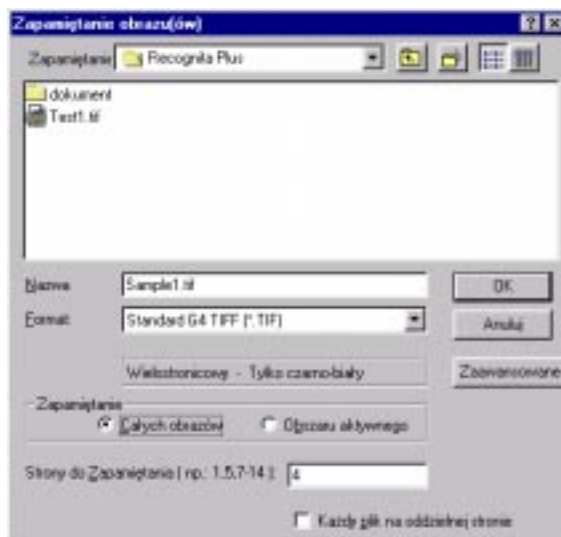 Zapamiętanie obrazu(ów)
Zapamiętanie Recognita Plus
dokument
Test1.tif
Nazwa: Sample1.tif OK
Format: Standard G4 TIFF (*.TIF) Anuluj
Wielostronicowy - Tylko czarno-biały Zaawansowane
Zapamiętanie
Całych obrazów Obszaru aktywnego
Strony do Zapamiętania ( np.: 1,5,7-14 ): 4
Każdy plik na oddzielnej stronie